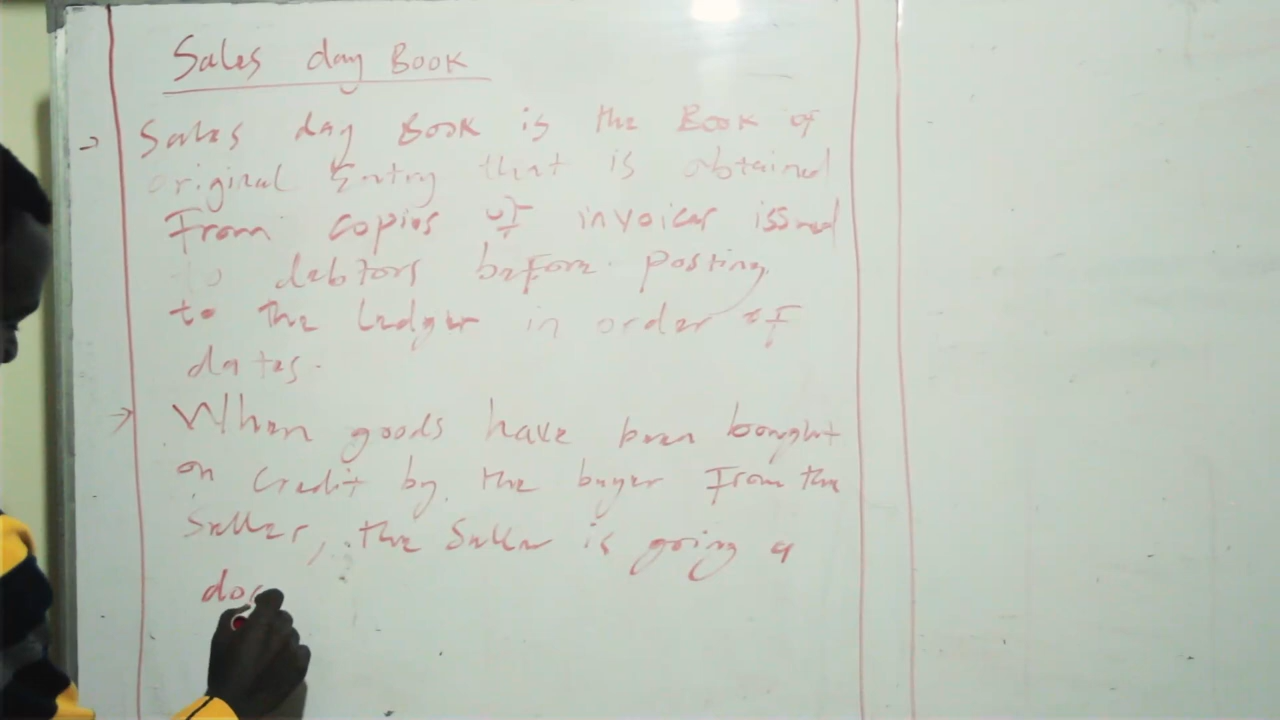 Sales day Book
Sales day Book is the Book of
original Entry that is obtained
From copies of invoices issued
to debtors before posting
to the ledger in order of
dates.
When goods have been bought
on credit by the buyer From the
Seller, the Seller is going a
doc